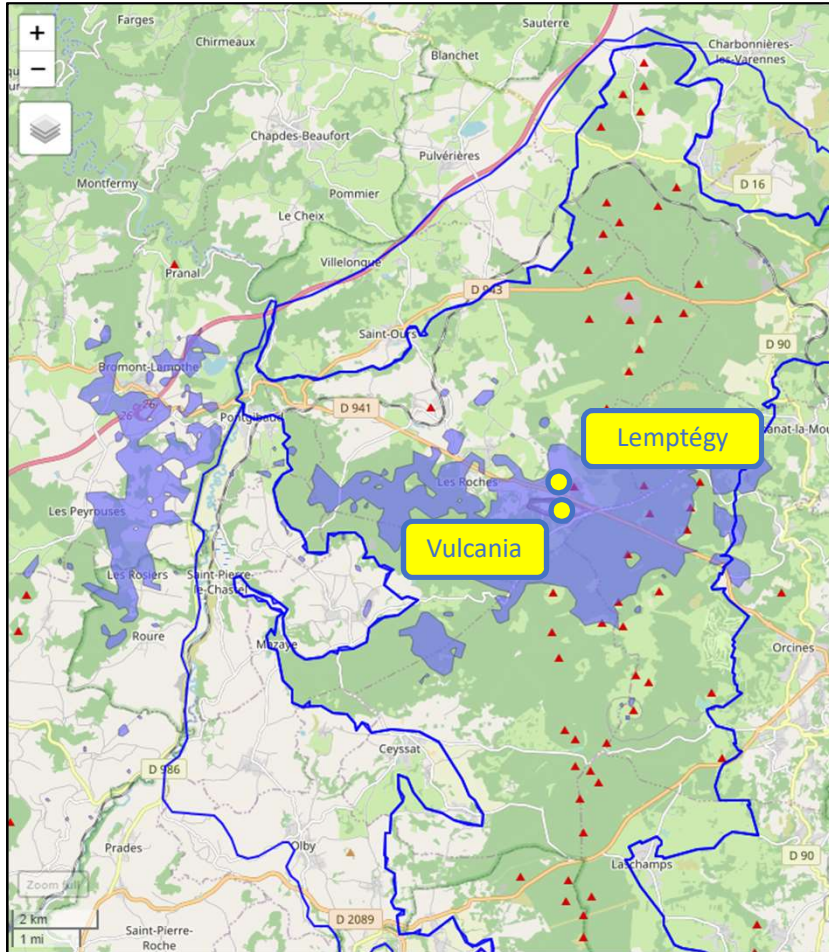 Farges
Sauterre
Chirmeaux
Blanchet
Charbonnières-
les-Varennes
Chapdes-Beaufort
Pulvérières
Montfermy
D 16
Pommier
Le Cheix
Villelongue
Pranal
D 943
Saint-Ours
D 90
Bromont-Lamothe
26
26
D 941
Pontgibaud
Lemptégy
Les Roches
Les Peyrouses
Vulcania
Les Rosiers
Saint-Pierre-
le-Chastel
Roure
Mazaye
Orcines
Ceyssat
D 986
Prades
Olby
D 90
Laschamps
Zoom full
2 km
1 mi
D 2089
Saint-Pierre-
Roche